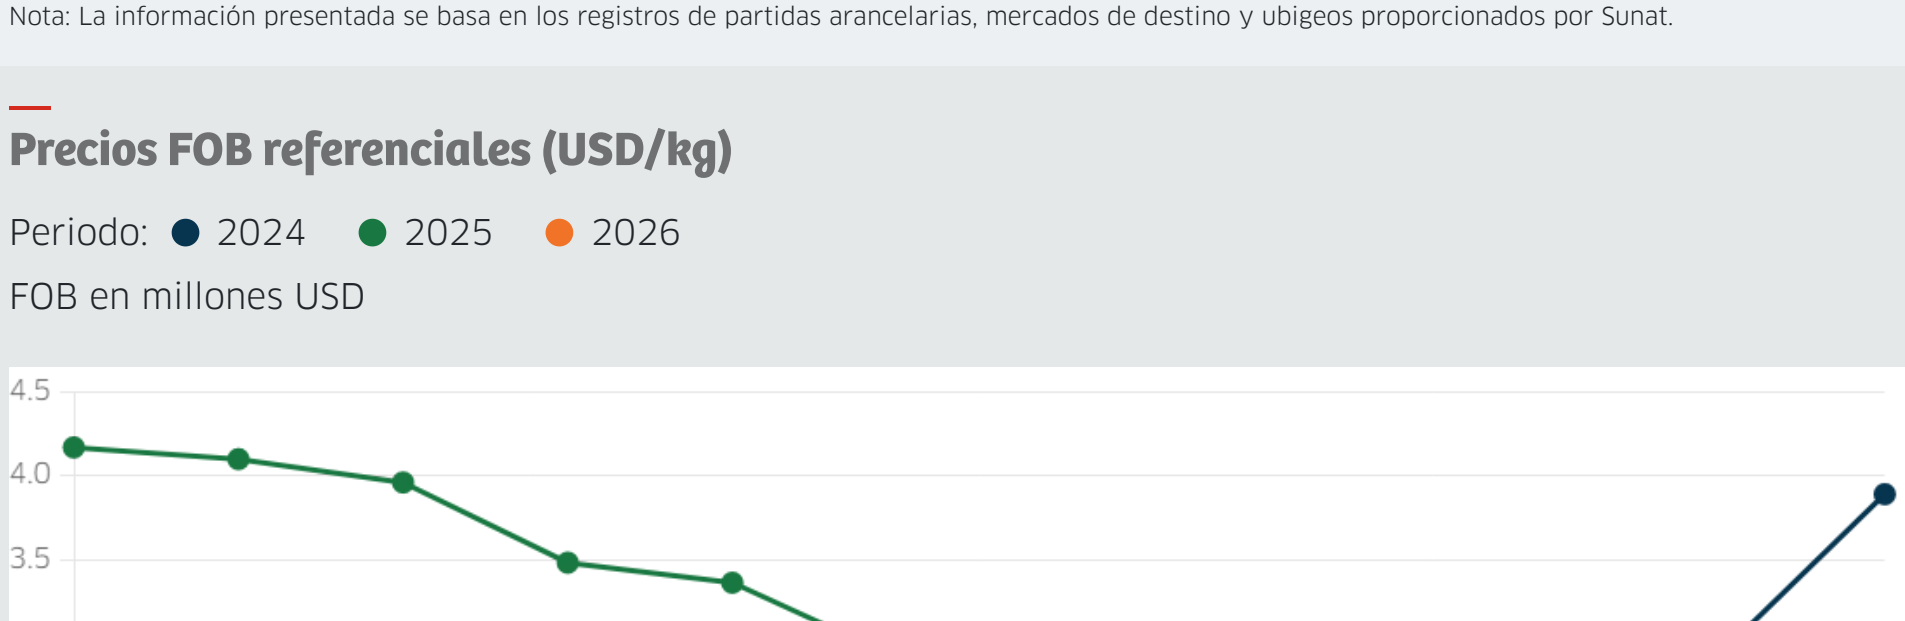 Nota: La información presentada se basa en los registros de partidas arancelarias, mercados de destino y ubigeos proporcionados por Sunat.
Precios FOB referenciales (USD/kg)
Periodo: 2024 2025 2026
FOB en millones USD
4.5
4.0
3.5